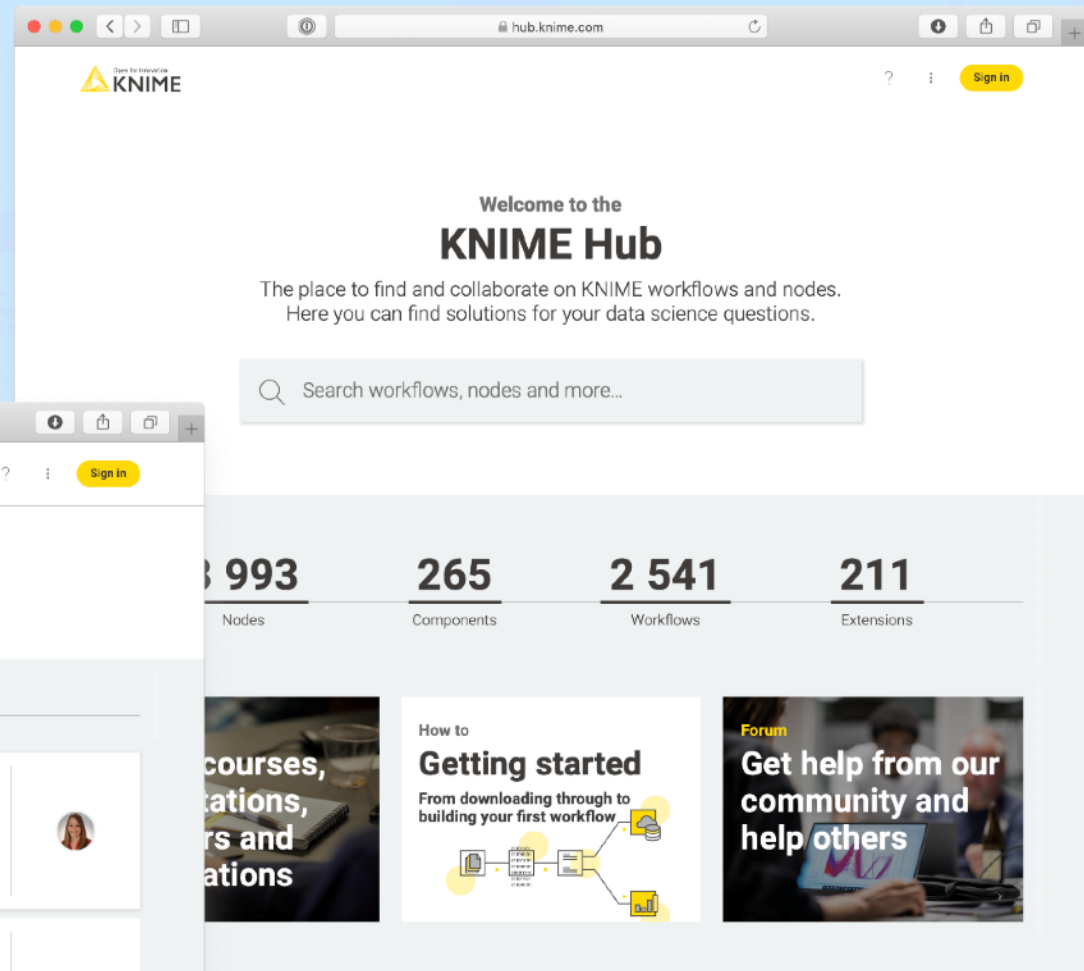 hub.knime.com
Open for Innovation
KNIME
?
Sign in
Welcome to the
KNIME Hub
The place to find and collaborate on KNIME workflows and nodes.
Here you can find solutions for your data science questions.
Search workflows, nodes and more...
?
Sign in
993
265
2 541
211
Nodes
Components
Workflows
Extensions
courses,
How to
Getting started
From downloading through to
building your first workflow
Forum
Get help from our
community and
help others
rs and
ations